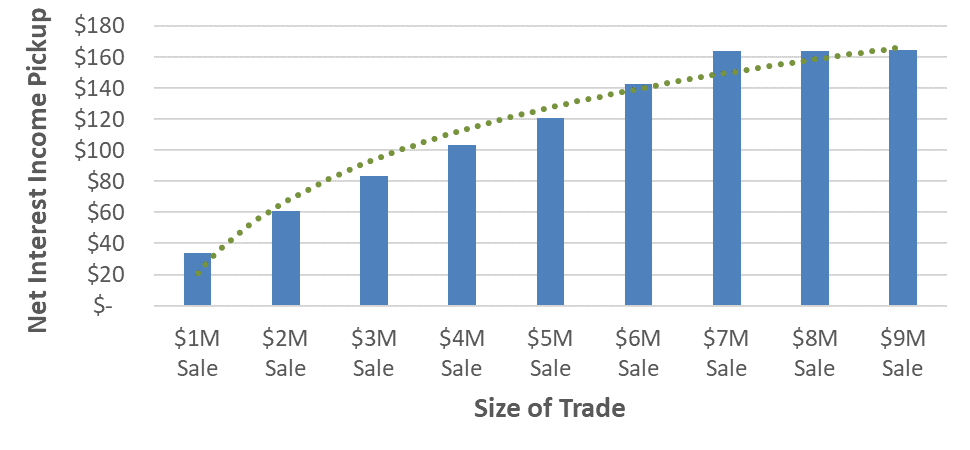 Net Interest Income Pickup
$180
$160
$140
$120
$100
$80
$60
$40
$20
$-
$1M $2M $3M $4M $5M $6M $7M $8M $9M
Sale Sale Sale Sale Sale Sale Sale Sale Sale
Size of Trade